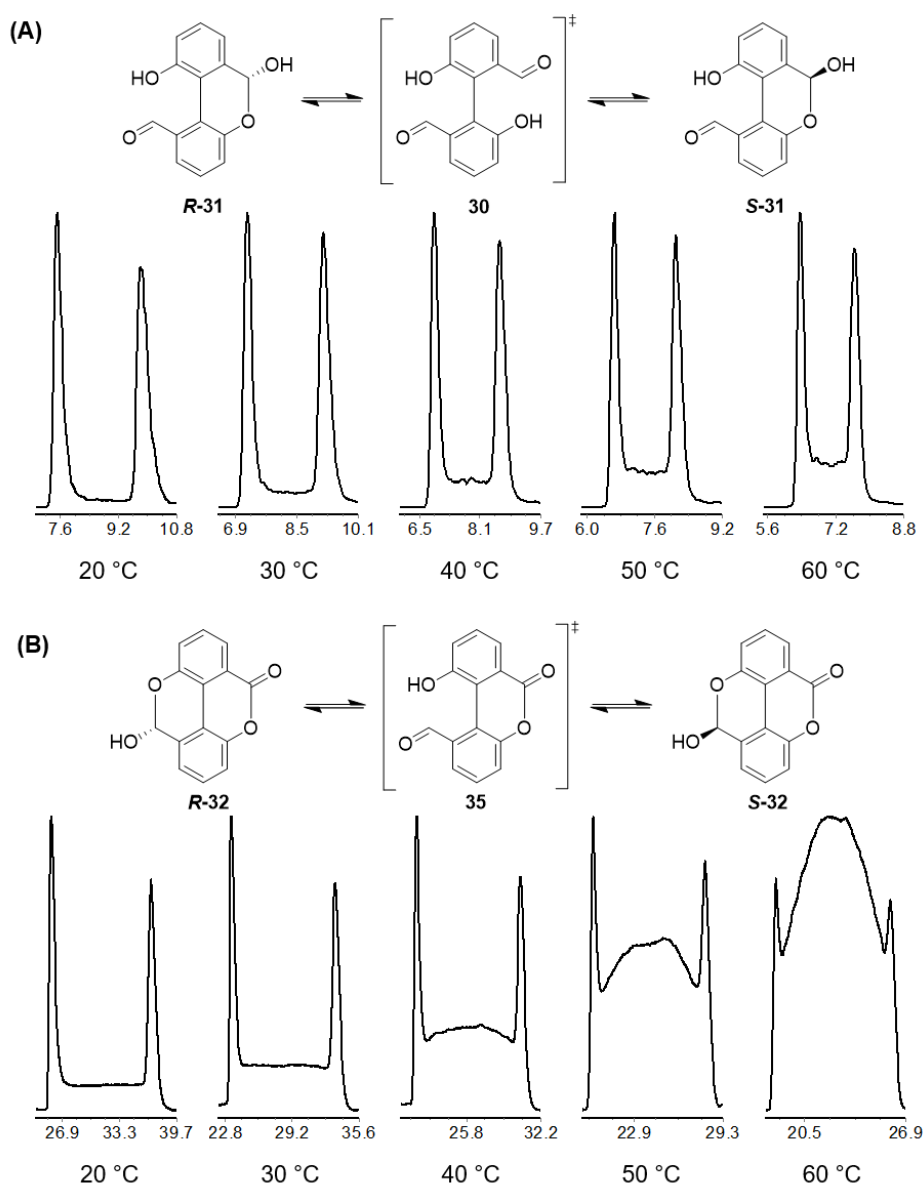 (A)
‡
OH
HO
O
O
HO
O
O
OH
OH
HO
O
O
R-31
30
S-31
7.6 9.2 10.8
6.9 8.5 10.1
6.5 8.1 9.7
6.0 7.6 9.2
5.6 7.2 8.8
20 °C
30 °C
40 °C
50 °C
60 °C
(B)
‡
O
O
O
HO
HO
O
O
O
O
O
O
HO
R-32
35
S-32
26.9 33.3 39.7
22.8 29.2 35.6
25.8 32.2
22.9 29.3
20.5 26.9
20 °C
30 °C
40 °C
50 °C
60 °C